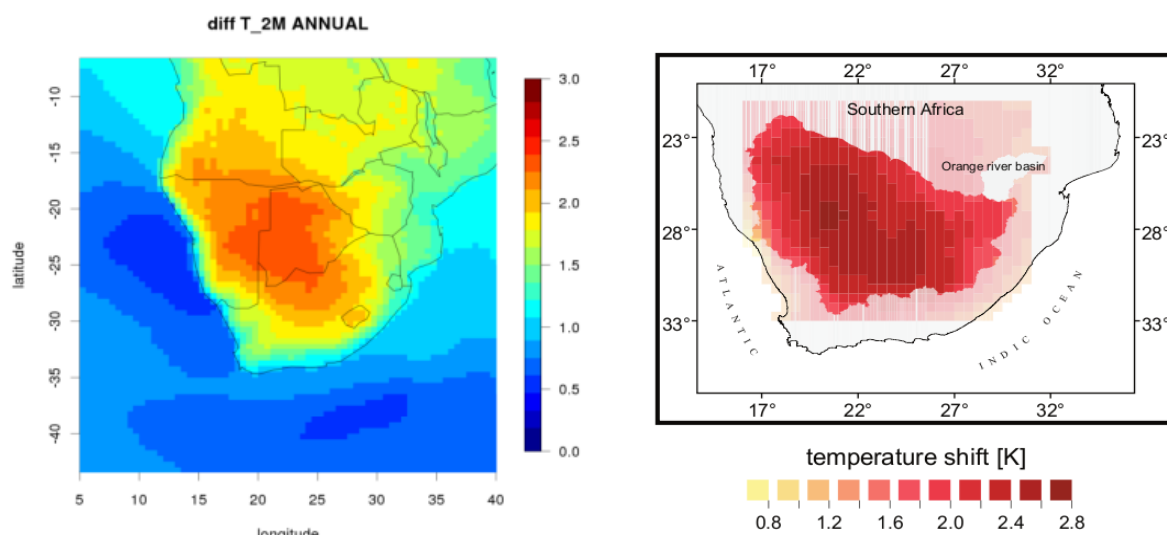 diff T_2M ANNUAL
-10
-15
-20
-25
-30
-35
-40
latitude
5 10 15 20 25 30 35 40
longitude
3.0
2.5
2.0
1.5
1.0
0.5
0.0
17° 22° 27° 32°
Southern Africa
23° 23°
Orange river basin
28° 28°
ATLANTIC
INDIC OCEAN
33° 33°
17° 22° 27° 32°
temperature shift [K]
0.8 1.2 1.6 2.0 2.4 2.8